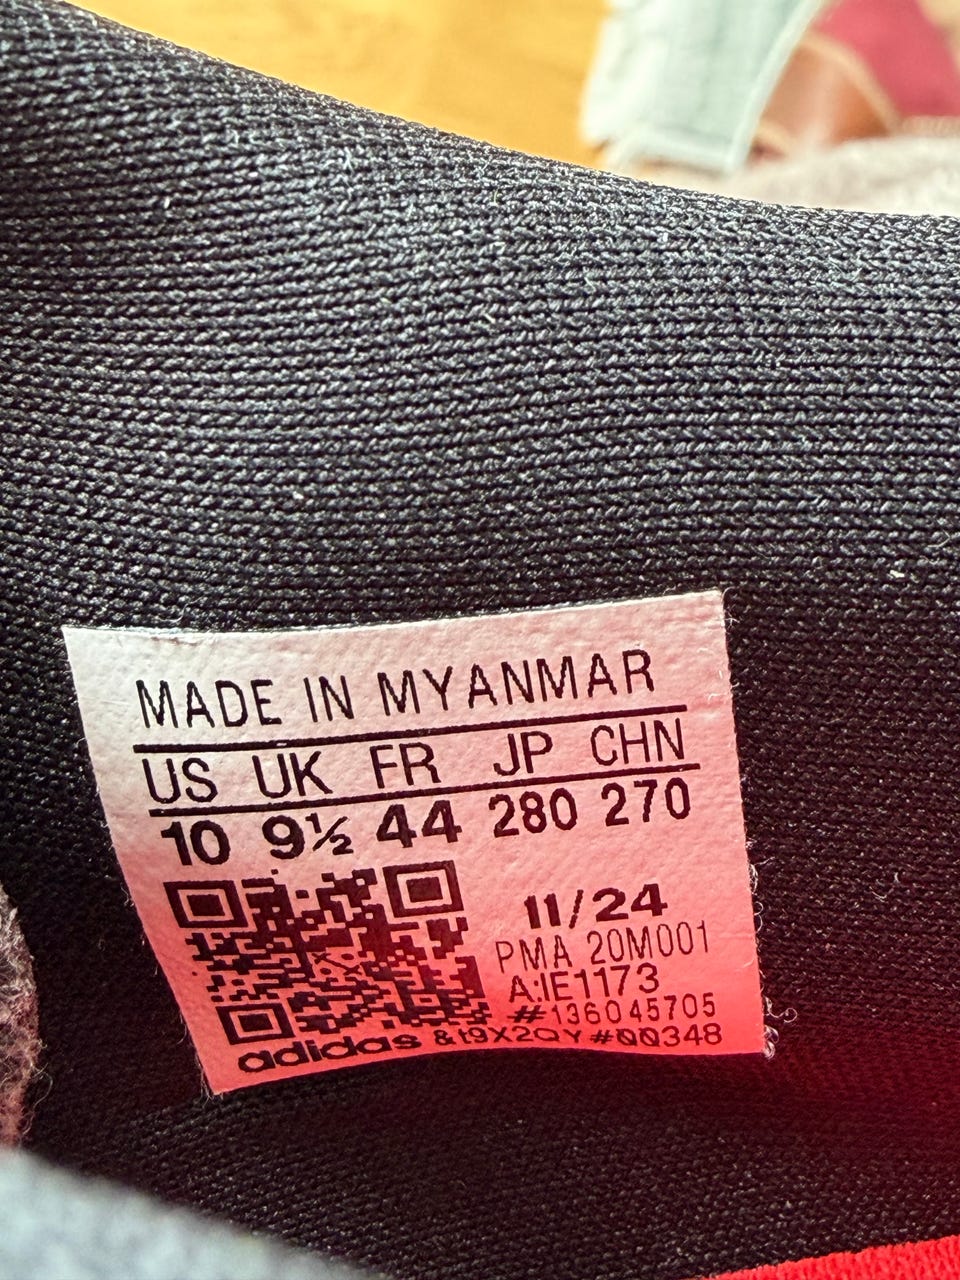 MADE IN MYANMAR
US UK FR JP CHN
10 9½ 44 280 270
11/24
PMA 20M001
A:IE1173
#136045705
adidas &t9X2QY#00348